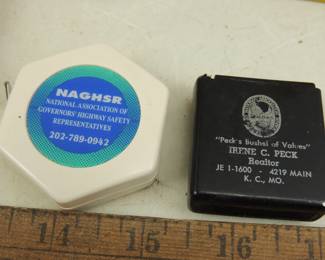 NAGHSR
NATIONAL ASSOCIATION OF
GOVERNORS' HIGHWAY SAFETY
REPRESENTATIVES
202-789-0942
"Peck's Bushel of Values"
IRENE C. PECK
Realtor
JE 1-1600 - 4219 MAIN
K. C., MO.
14 15 16